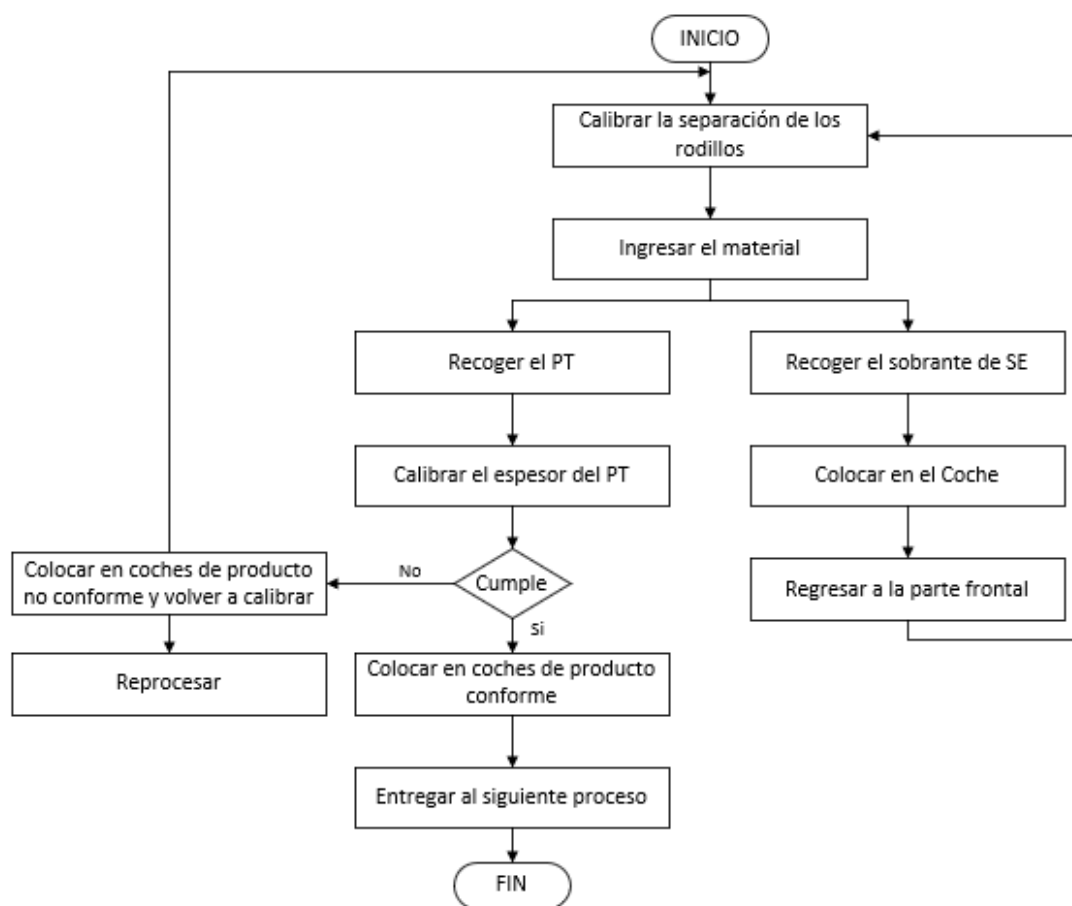 INICIO
Calibrar la separación de los
rodillos
Ingresar el material
Recoger el PT
Recoger el sobrante de SE
Calibrar el espesor del PT
Colocar en el Coche
Colocar en coches de producto
no conforme y volver a calibrar
No
Cumple
Regresar a la parte frontal
Si
Reprocesar
Colocar en coches de producto
conforme
Entregar al siguiente proceso
FIN